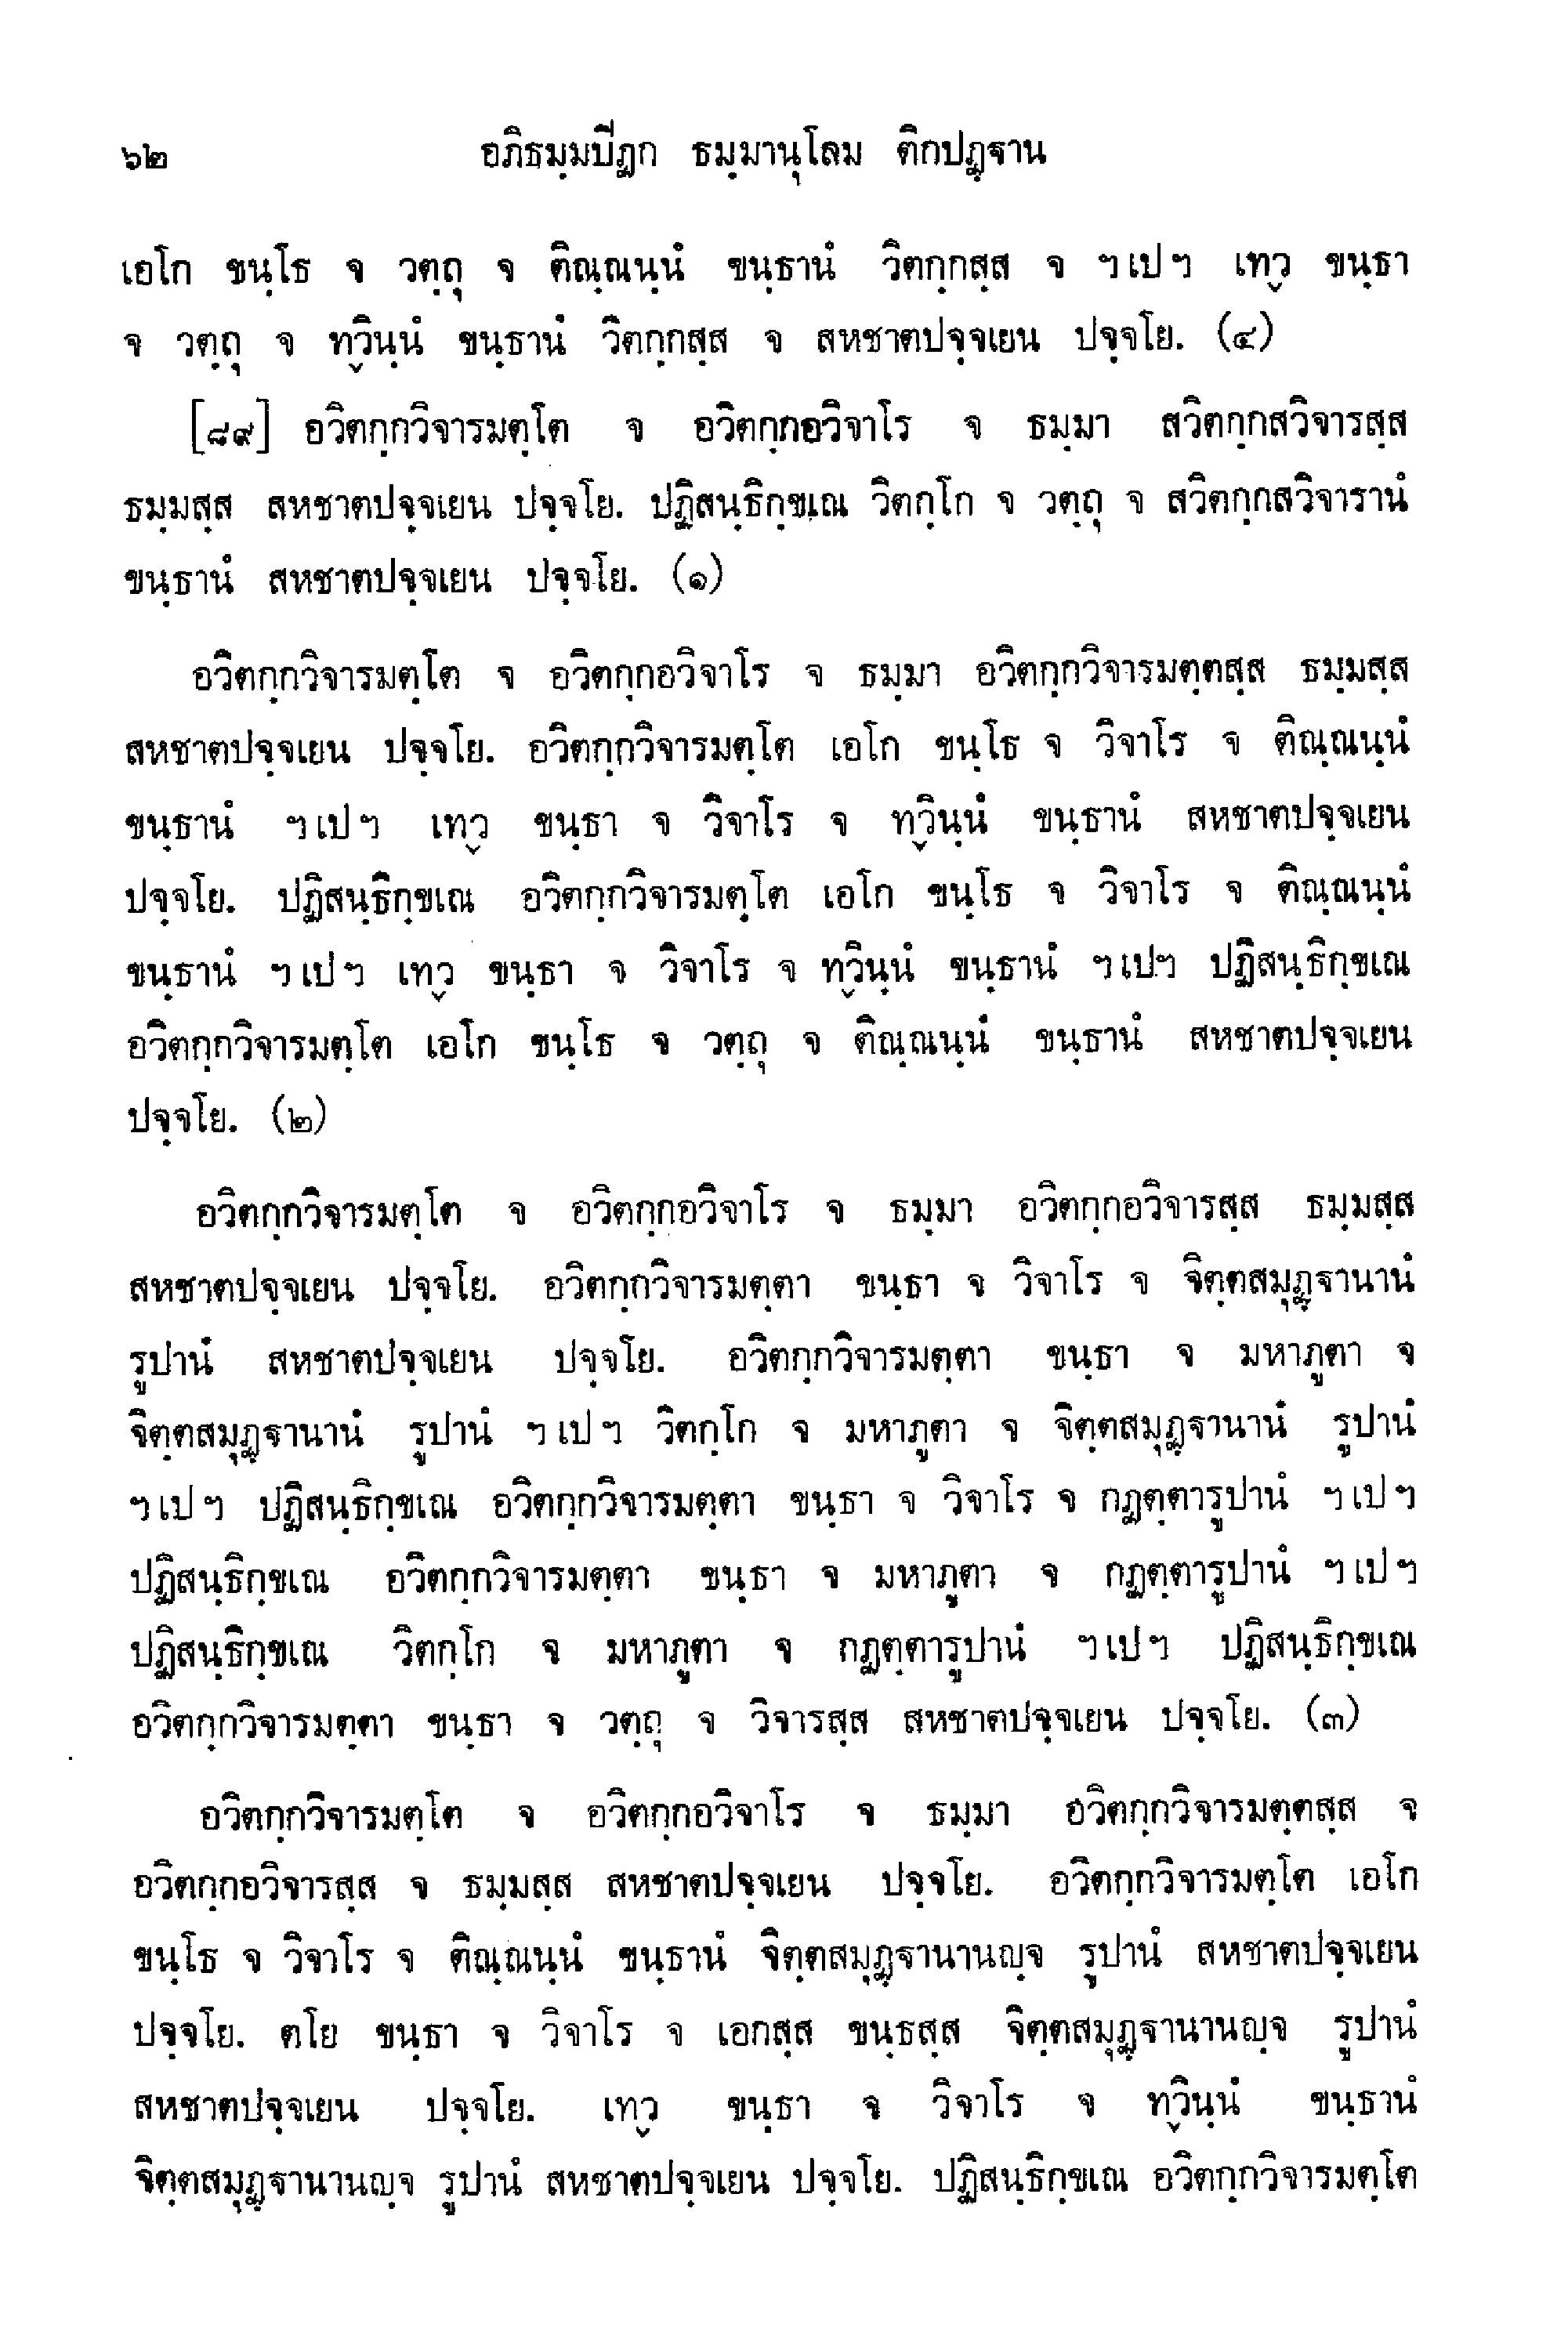 ๖๒ อภิธมฺมปีฏก ธมฺมานุโลม ติกปฏฺฐาน
เอโก ขนฺโธ จ วตฺถุ จ ติณฺณนฺนํ ขนฺธานํ วิตกฺกสฺส จ ฯ เป ฯ เทฺว ขนฺธา
จ วตฺถุ จ ทฺวินฺนํ ขนฺธานํ วิตกฺกสฺส จ สหชาตปจฺจเยน ปจฺจโย. (๔)
[๘๙] อวิตกฺกวิจารมตฺโต จ อวิตกฺกอวิจาโร จ ธมฺมา สวิตกฺกสวิจารสฺส
ธมฺมสฺส สหชาตปจฺจเยน ปจฺจโย. ปฏิสนฺธิกฺขเณ วิตกฺโก จ วตฺถุ จ สวิตกฺกสวิจารานํ
ขนฺธานํ สหชาตปจฺจเยน ปจฺจโย. (๑)
อวิตกฺกวิจารมตฺโต จ อวิตกฺกอวิจาโร จ ธมฺมา อวิตกฺกวิจารมตฺตสฺส ธมฺมสฺส
สหชาตปจฺจเยน ปจฺจโย. อวิตกฺกวิจารมตฺโต เอโก ขนฺโธ จ วิจาโร จ ติณฺณนฺนํ
ขนฺธานํ ฯ เป ฯ เทฺว ขนฺธา จ วิจาโร จ ทฺวินฺนํ ขนฺธานํ สหชาตปจฺจเยน
ปจฺจโย. ปฏิสนฺธิกฺขเณ อวิตกฺกวิจารมตฺโต เอโก ขนฺโธ จ วิจาโร จ ติณฺณนฺนํ
ขนฺธานํ ฯ เป ฯ เทฺว ขนฺธา จ วิจาโร จ ทฺวินฺนํ ขนฺธานํ ฯ เป ฯ ปฏิสนฺธิกฺขเณ
อวิตกฺกวิจารมตฺโต เอโก ขนฺโธ จ วตฺถุ จ ติณฺณนฺนํ ขนฺธานํ สหชาตปจฺจเยน
ปจฺจโย. (๒)
อวิตกฺกวิจารมตฺโต จ อวิตกฺกอวิจาโร จ ธมฺมา อวิตกฺกอวิจารสฺส ธมฺมสฺส
สหชาตปจฺจเยน ปจฺจโย. อวิตกฺกวิจารมตฺตา ขนฺธา จ วิจาโร จ จิตฺตสมุฏฺฐานานํ
รูปานํ สหชาตปจฺจเยน ปจฺจโย. อวิตกฺกวิจารมตฺตา ขนฺธา จ มหาภูตา จ
จิตฺตสมุฏฺฐานานํ รูปานํ ฯ เป ฯ วิตกฺโก จ มหาภูตา จ จิตฺตสมุฏฺฐานานํ รูปานํ
ฯ เป ฯ ปฏิสนฺธิกฺขเณ อวิตกฺกวิจารมตฺตา ขนฺธา จ วิจาโร จ กฏตฺตารูปานํ ฯ เป ฯ
ปฏิสนฺธิกฺขเณ อวิตกฺกวิจารมตฺตา ขนฺธา จ มหาภูตา จ กฏตฺตารูปานํ ฯ เป ฯ
ปฏิสนฺธิกฺขเณ วิตกฺโก จ มหาภูตา จ กฏตฺตารูปานํ ฯ เป ฯ ปฏิสนฺธิกฺขเณ
อวิตกฺกวิจารมตฺตา ขนฺธา จ วตฺถุ จ วิจารสฺส สหชาตปจฺจเยน ปจฺจโย. (๓)
อวิตกฺกวิจารมตฺโต จ อวิตกฺกอวิจาโร จ ธมฺมา อวิตกฺกวิจารมตฺตสฺส จ
อวิตกฺกอวิจารสฺส จ ธมฺมสฺส สหชาตปจฺจเยน ปจฺจโย. อวิตกฺกวิจารมตฺโต เอโก
ขนฺโธ จ วิจาโร จ ติณฺณนฺนํ ขนฺธานํ จิตฺตสมุฏฺฐานานญฺจ รูปานํ สหชาตปจฺจเยน
ปจฺจโย. ตโย ขนฺธา จ วิจาโร จ เอกสฺส ขนฺธสฺส จิตฺตสมุฏฺฐานานญฺจ รูปานํ
สหชาตปจฺจเยน ปจฺจโย. เทฺว ขนฺธา จ วิจาโร จ ทฺวินฺนํ ขนฺธานํ
จิตฺตสมุฏฺฐานานญฺจ รูปานํ สหชาตปจฺจเยน ปจฺจโย. ปฏิสนฺธิกฺขเณ อวิตกฺกวิจารมตฺโต